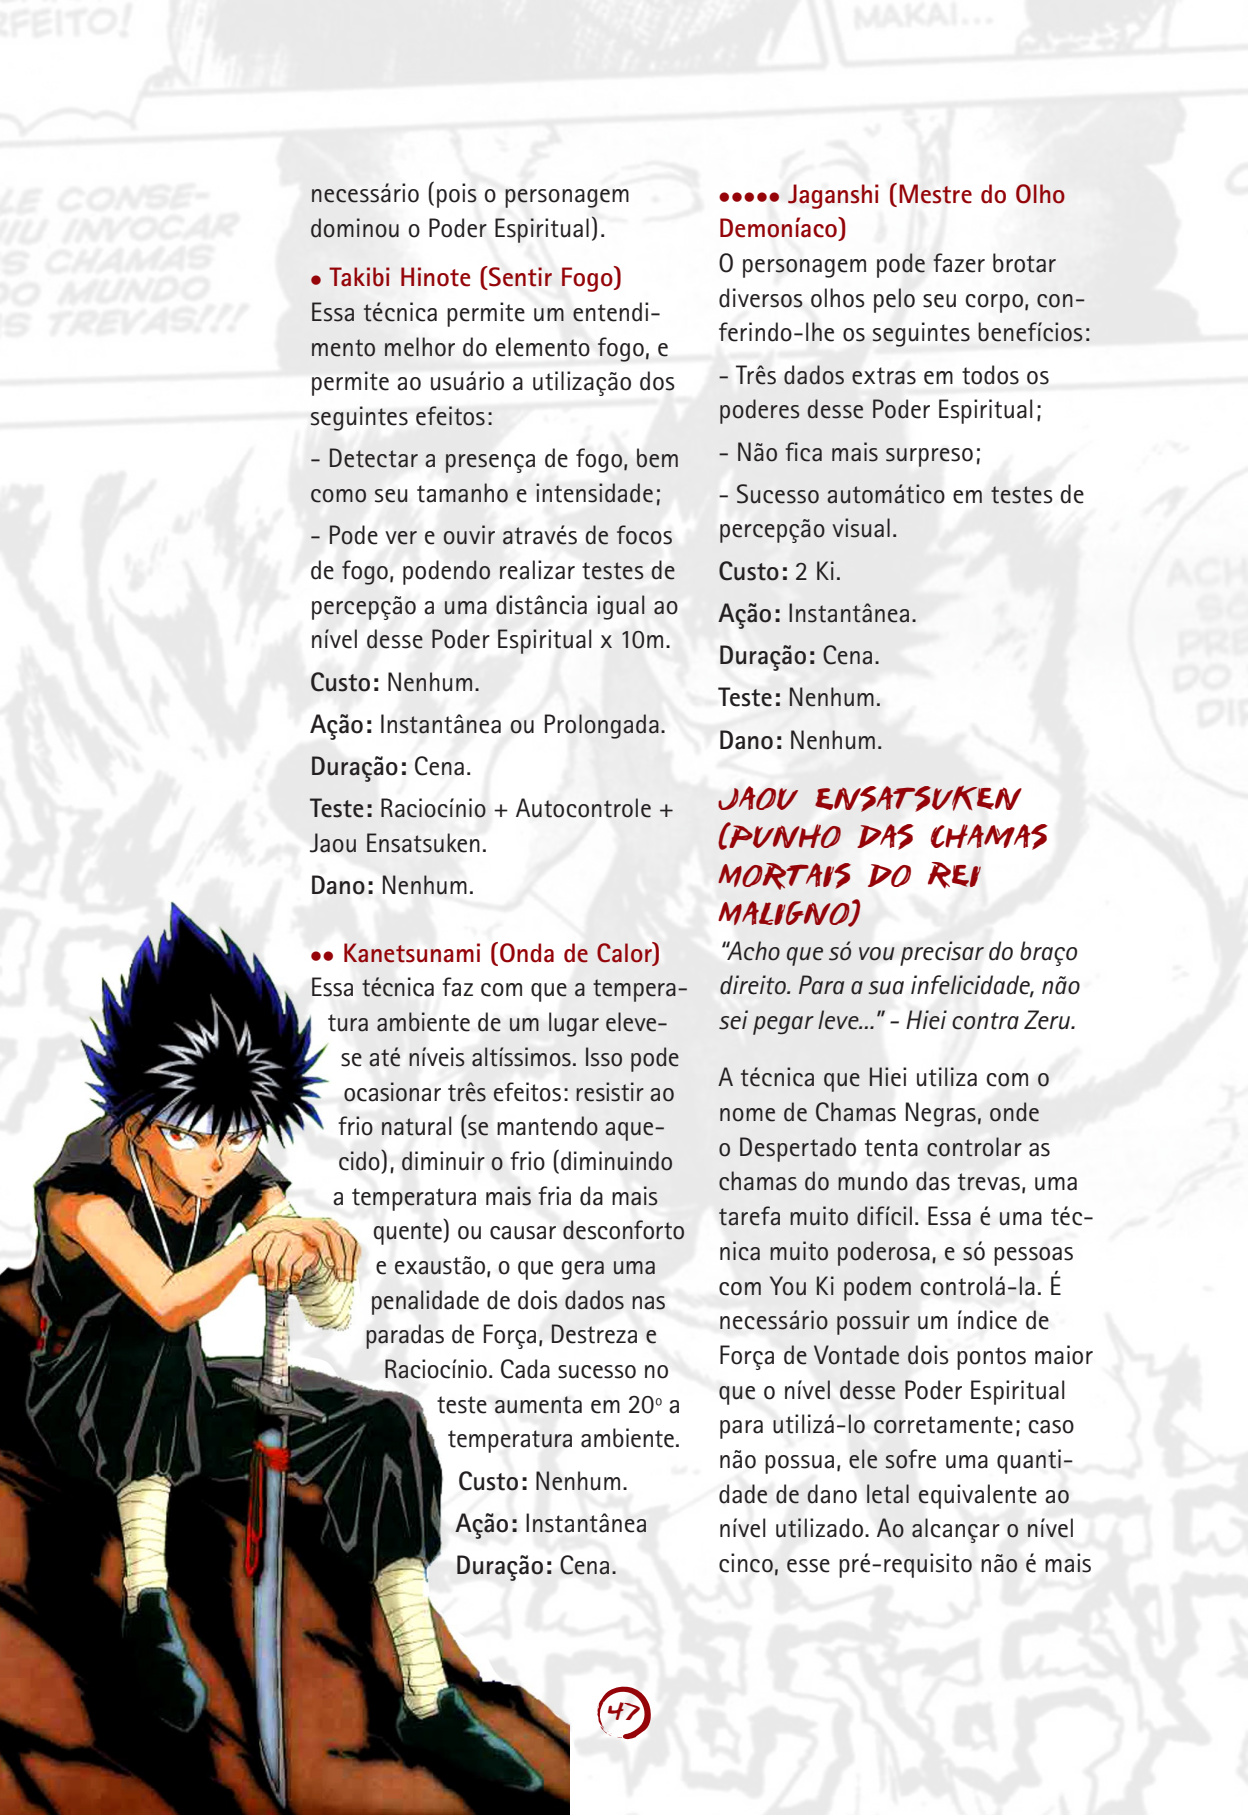 RFEITO!
MAKAI...
LE CONSE-
IU INVOCAR
S CHAMAS
DO MUNDO
S TREVAS!!!
necessário (pois o personagem
dominou o Poder Espiritual).
• Takibi Hinote (Sentir Fogo)
Essa técnica permite um entendi-
mento melhor do elemento fogo, e
permite ao usuário a utilização dos
seguintes efeitos:
- Detectar a presença de fogo, bem
como seu tamanho e intensidade;
- Pode ver e ouvir através de focos
de fogo, podendo realizar testes de
percepção a uma distância igual ao
nível desse Poder Espiritual x 10m.
Custo: Nenhum.
Ação: Instantânea ou Prolongada.
Duração: Cena.
Teste: Raciocínio + Autocontrole +
Jaou Ensatsuken.
Dano: Nenhum.
•• Kanetsunami (Onda de Calor)
Essa técnica faz com que a tempera-
tura ambiente de um lugar eleve-
se até níveis altíssimos. Isso pode
ocasionar três efeitos: resistir ao
frio natural (se mantendo aque-
cido), diminuir o frio (diminuindo
a temperatura mais fria da mais
quente) ou causar desconforto
e exaustão, o que gera uma
penalidade de dois dados nas
paradas de Força, Destreza e
Raciocínio. Cada sucesso no
teste aumenta em 20º a
temperatura ambiente.
Custo: Nenhum.
Ação: Instantânea
Duração: Cena.
••••• Jaganshi (Mestre do Olho
Demoníaco)
O personagem pode fazer brotar
diversos olhos pelo seu corpo, con-
ferindo-lhe os seguintes benefícios:
- Três dados extras em todos os
poderes desse Poder Espiritual;
- Não fica mais surpreso;
- Sucesso automático em testes de
percepção visual.
Custo: 2 Ki.
Ação: Instantânea.
Duração: Cena.
Teste: Nenhum.
Dano: Nenhum.
JAOU ENSATSUKEN
(PUNHO DAS CHAMAS
MORTAIS DO REI
MALIGNO)
"Acho que só vou precisar do braço
direito. Para a sua infelicidade, não
sei pegar leve..." - Hiei contra Zeru.
A técnica que Hiei utiliza com o
nome de Chamas Negras, onde
o Despertado tenta controlar as
chamas do mundo das trevas, uma
tarefa muito difícil. Essa é uma téc-
nica muito poderosa, e só pessoas
com You Ki podem controlá-la. É
necessário possuir um índice de
Força de Vontade dois pontos maior
que o nível desse Poder Espiritual
para utilizá-lo corretamente; caso
não possua, ele sofre uma quanti-
dade de dano letal equivalente ao
nível utilizado. Ao alcançar o nível
cinco, esse pré-requisito não é mais
ACH
SÓ
PRE
DO
DIR
47